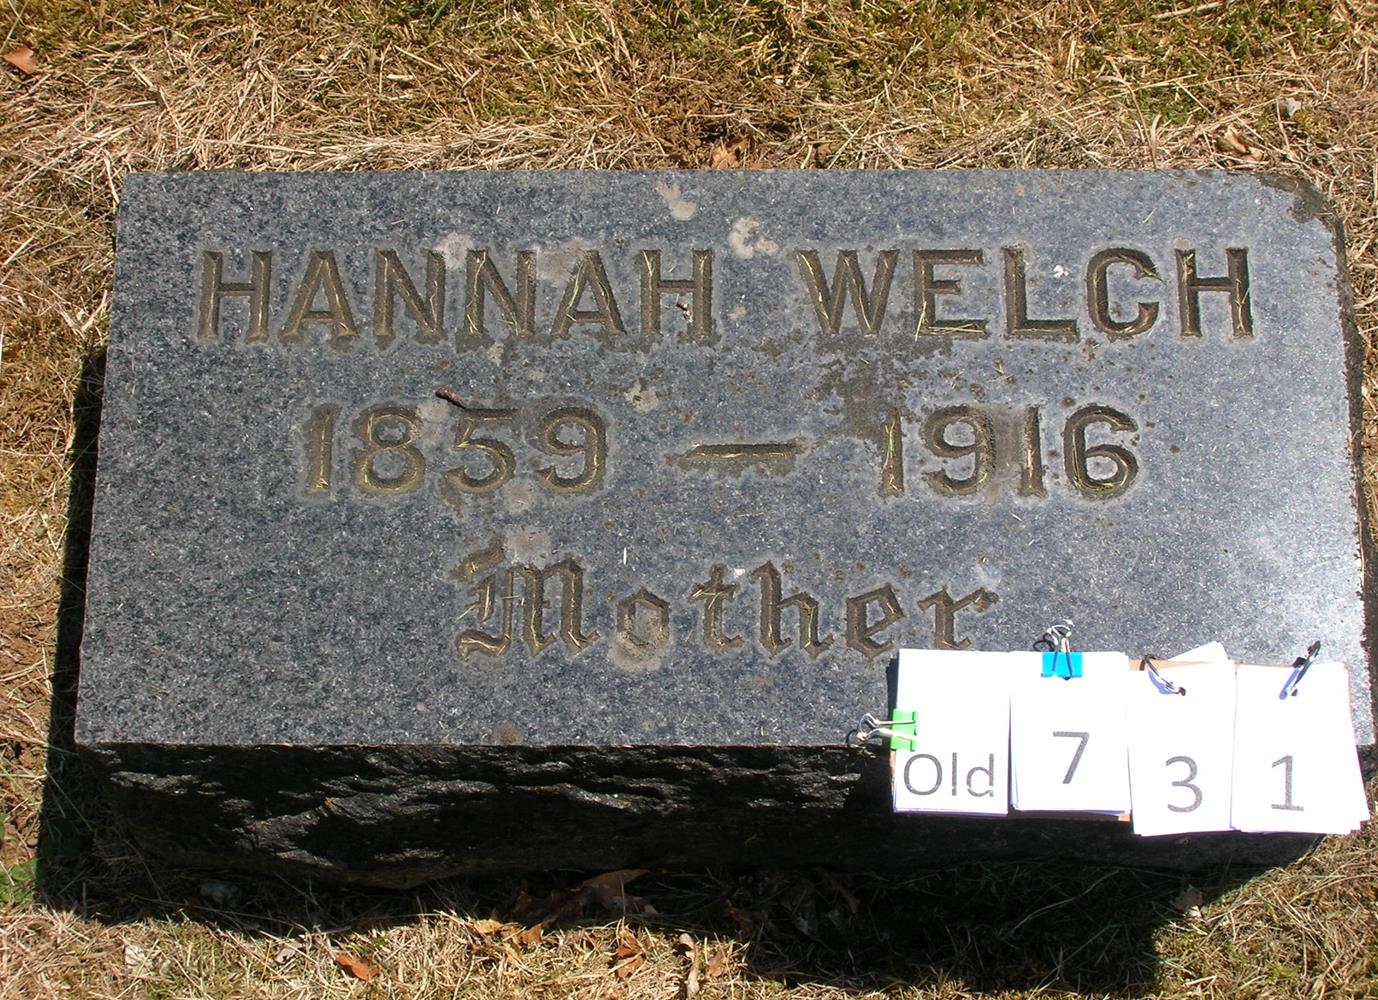 HANNAH WELCH
1859 — 1916
Mother
Old 7 3 1